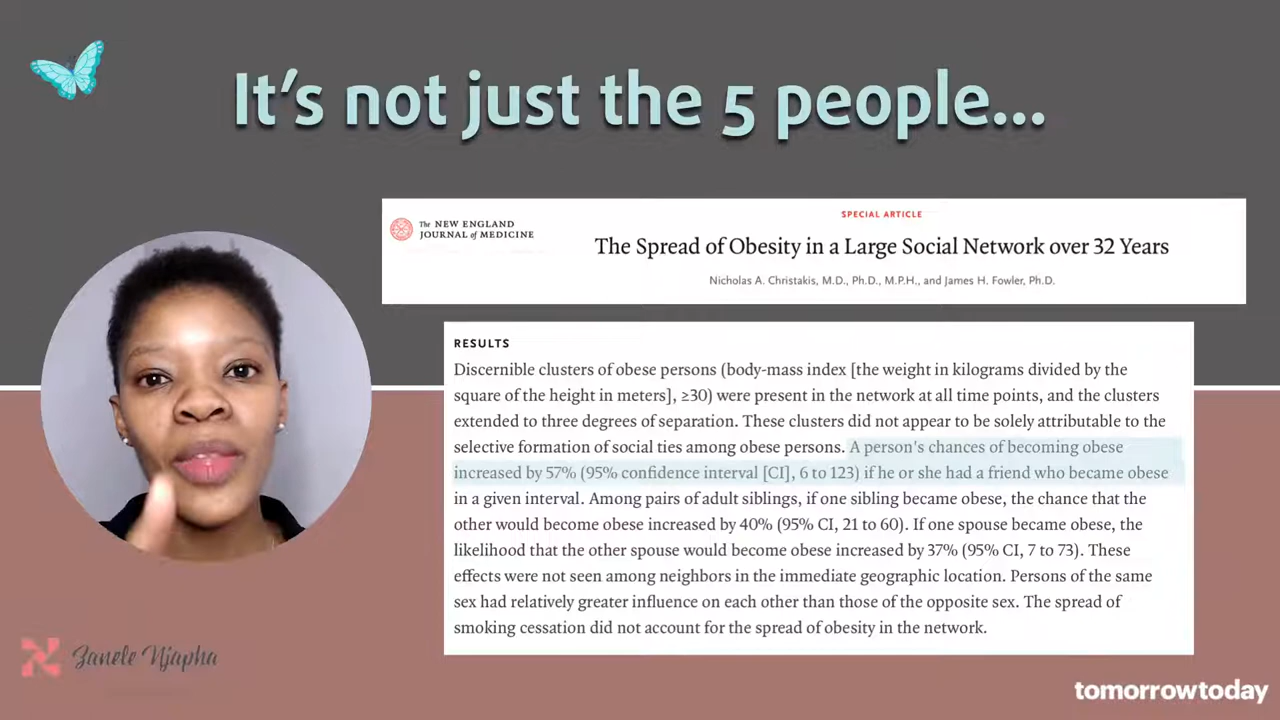 It's not just the 5 people...
The NEW ENGLAND
JOURNAL of MEDICINE
SPECIAL ARTICLE
The Spread of Obesity in a Large Social Network over 32 Years
Nicholas A. Christakis, M.D., Ph.D., M.P.H., and James H. Fowler, Ph.D.
RESULTS
Discernible clusters of obese persons (body-mass index [the weight in kilograms divided by the
square of the height in meters], ≥30) were present in the network at all time points, and the clusters
extended to three degrees of separation. These clusters did not appear to be solely attributable to the
selective formation of social ties among obese persons. A person's chances of becoming obese
increased by 57% (95% confidence interval [CI], 6 to 123) if he or she had a friend who became obese
in a given interval. Among pairs of adult siblings, if one sibling became obese, the chance that the
other would become obese increased by 40% (95% CI, 21 to 60). If one spouse became obese, the
likelihood that the other spouse would become obese increased by 37% (95% CI, 7 to 73). These
effects were not seen among neighbors in the immediate geographic location. Persons of the same
sex had relatively greater influence on each other than those of the opposite sex. The spread of
smoking cessation did not account for the spread of obesity in the network.
Zanele Njapha
tomorrowtoday